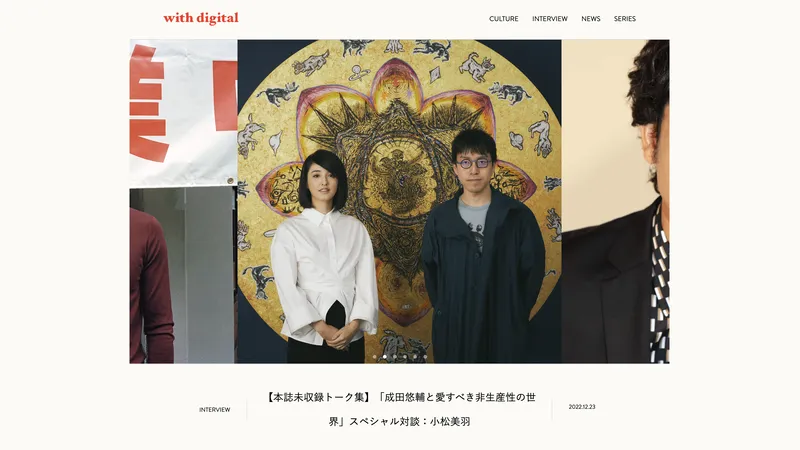 with digital
CULTURE
INTERVIEW
NEWS
SERIES
INTERVIEW
【本誌未収録トーク集】「成田悠輔と愛すべき非生産性の世
界」スペシャル対談：小松美羽
2022.12.23